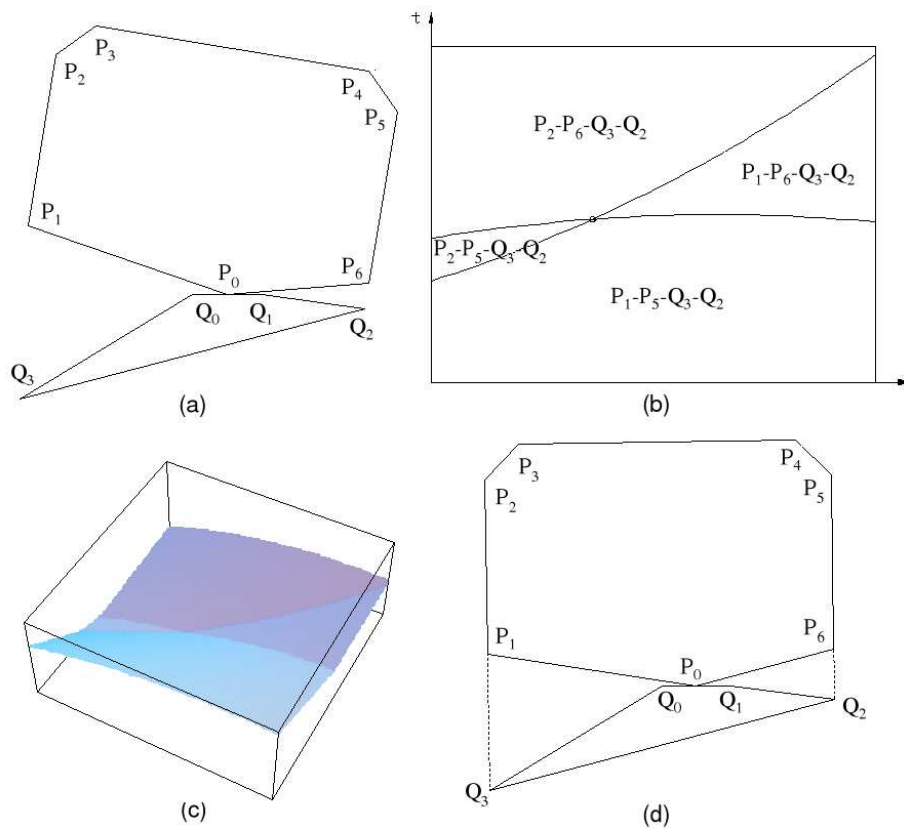 P₃
P₂
P₄
P₅
P₁
P₀
P₆
Q₀ Q₁
Q₂
Q₃
(a)
t
P₂-P₆-Q₃-Q₂
P₁-P₆-Q₃-Q₂
P₂-P₅-Q₃-Q₂
P₁-P₅-Q₃-Q₂
(b)
(c)
P₃
P₄
P₂
P₅
P₁
P₆
P₀
Q₀ Q₁
Q₂
Q₃
(d)